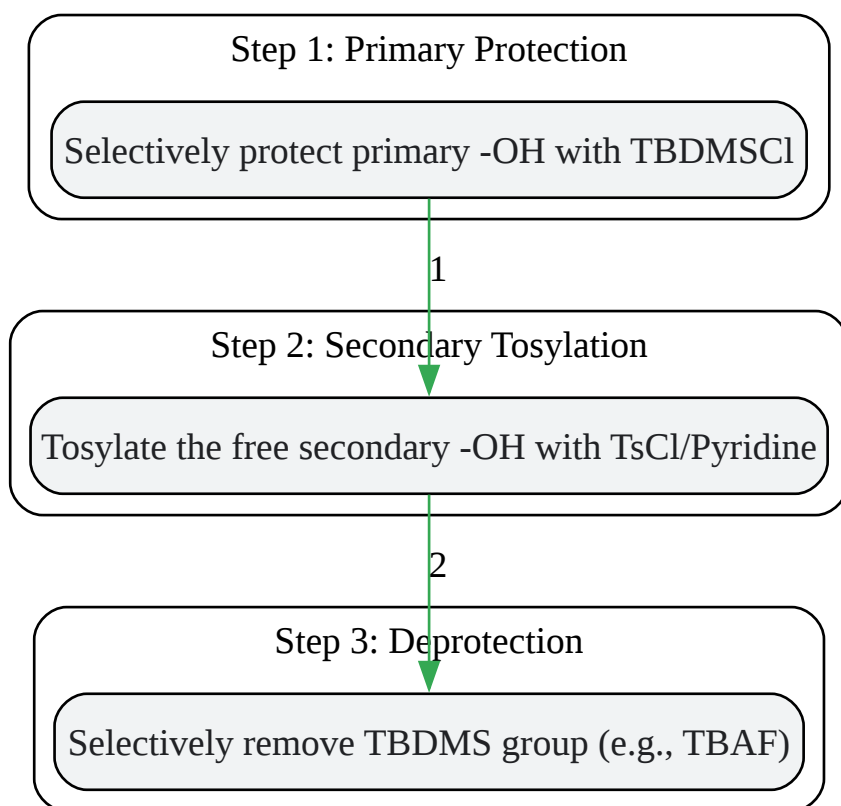 Step 1: Primary Protection
Selectively protect primary -OH with TBDMSCl
1
Step 2: Secondary Tosylation
Tosylate the free secondary -OH with TsCl/Pyridine
2
Step 3: Deprotection
Selectively remove TBDMS group (e.g., TBAF)